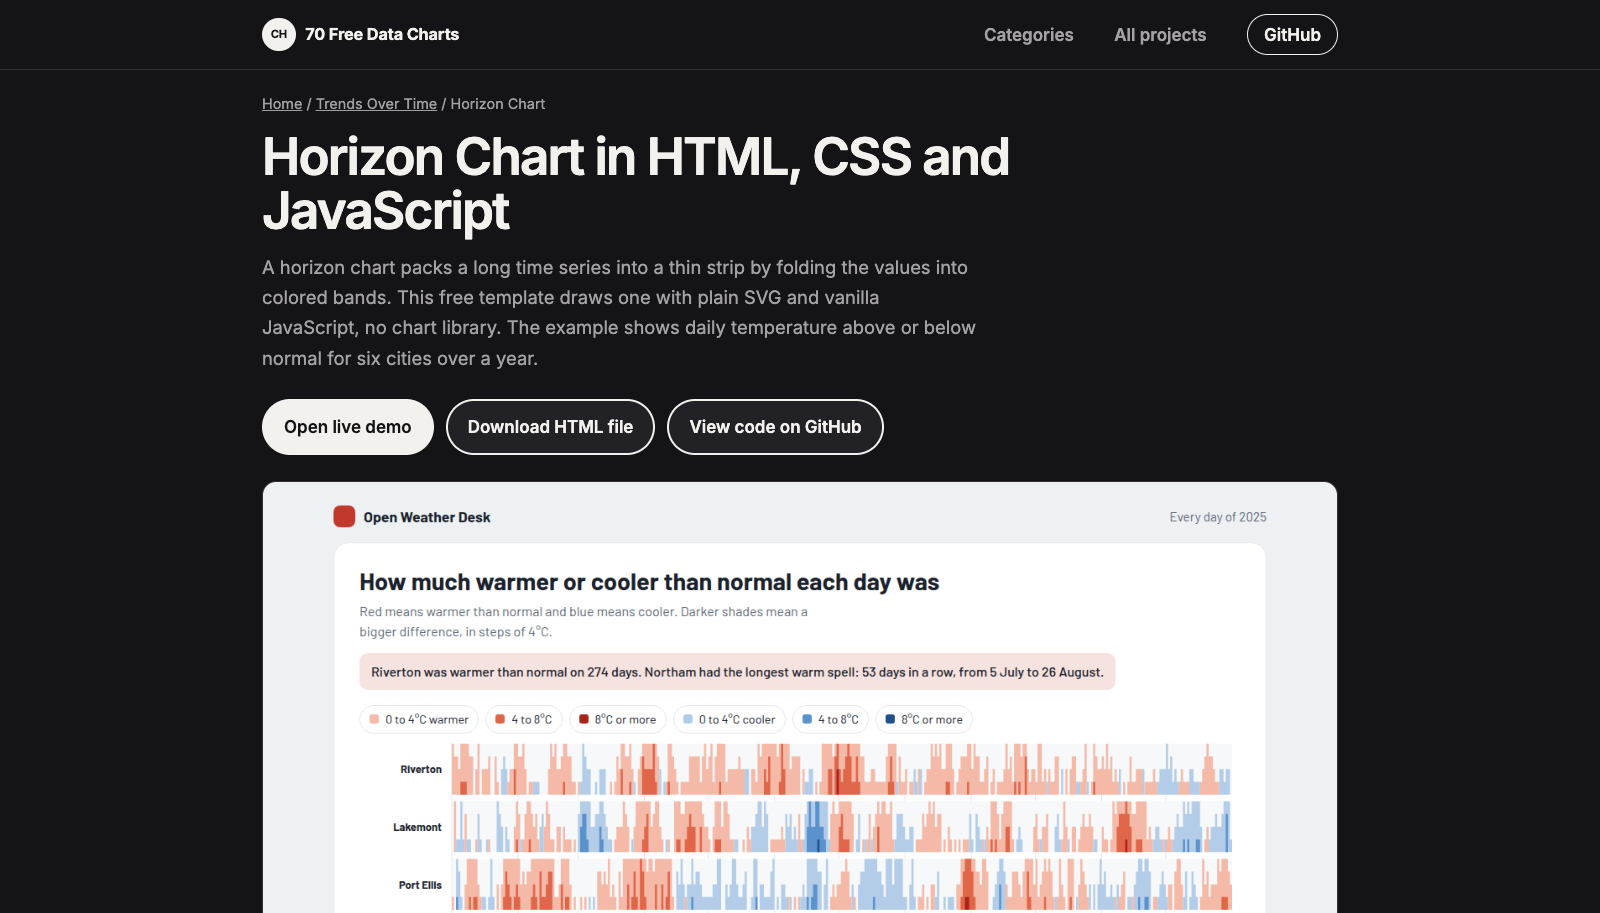 CH 70 Free Data Charts
Categories
All projects
GitHub
Home / Trends Over Time / Horizon Chart
Horizon Chart in HTML, CSS and
JavaScript
A horizon chart packs a long time series into a thin strip by folding the values into
colored bands. This free template draws one with plain SVG and vanilla
JavaScript, no chart library. The example shows daily temperature above or below
normal for six cities over a year.
Open live demo
Download HTML file
View code on GitHub
Open Weather Desk
Every day of 2025
How much warmer or cooler than normal each day was
Red means warmer than normal and blue means cooler. Darker shades mean a
bigger difference, in steps of 4°C.
Riverton was warmer than normal on 274 days. Northam had the longest warm spell: 53 days in a row, from 5 July to 26 August.
0 to 4°C warmer
4 to 8°C
8°C or more
0 to 4°C cooler
4 to 8°C
8°C or more
Riverton
Lakemont
Port Ellis